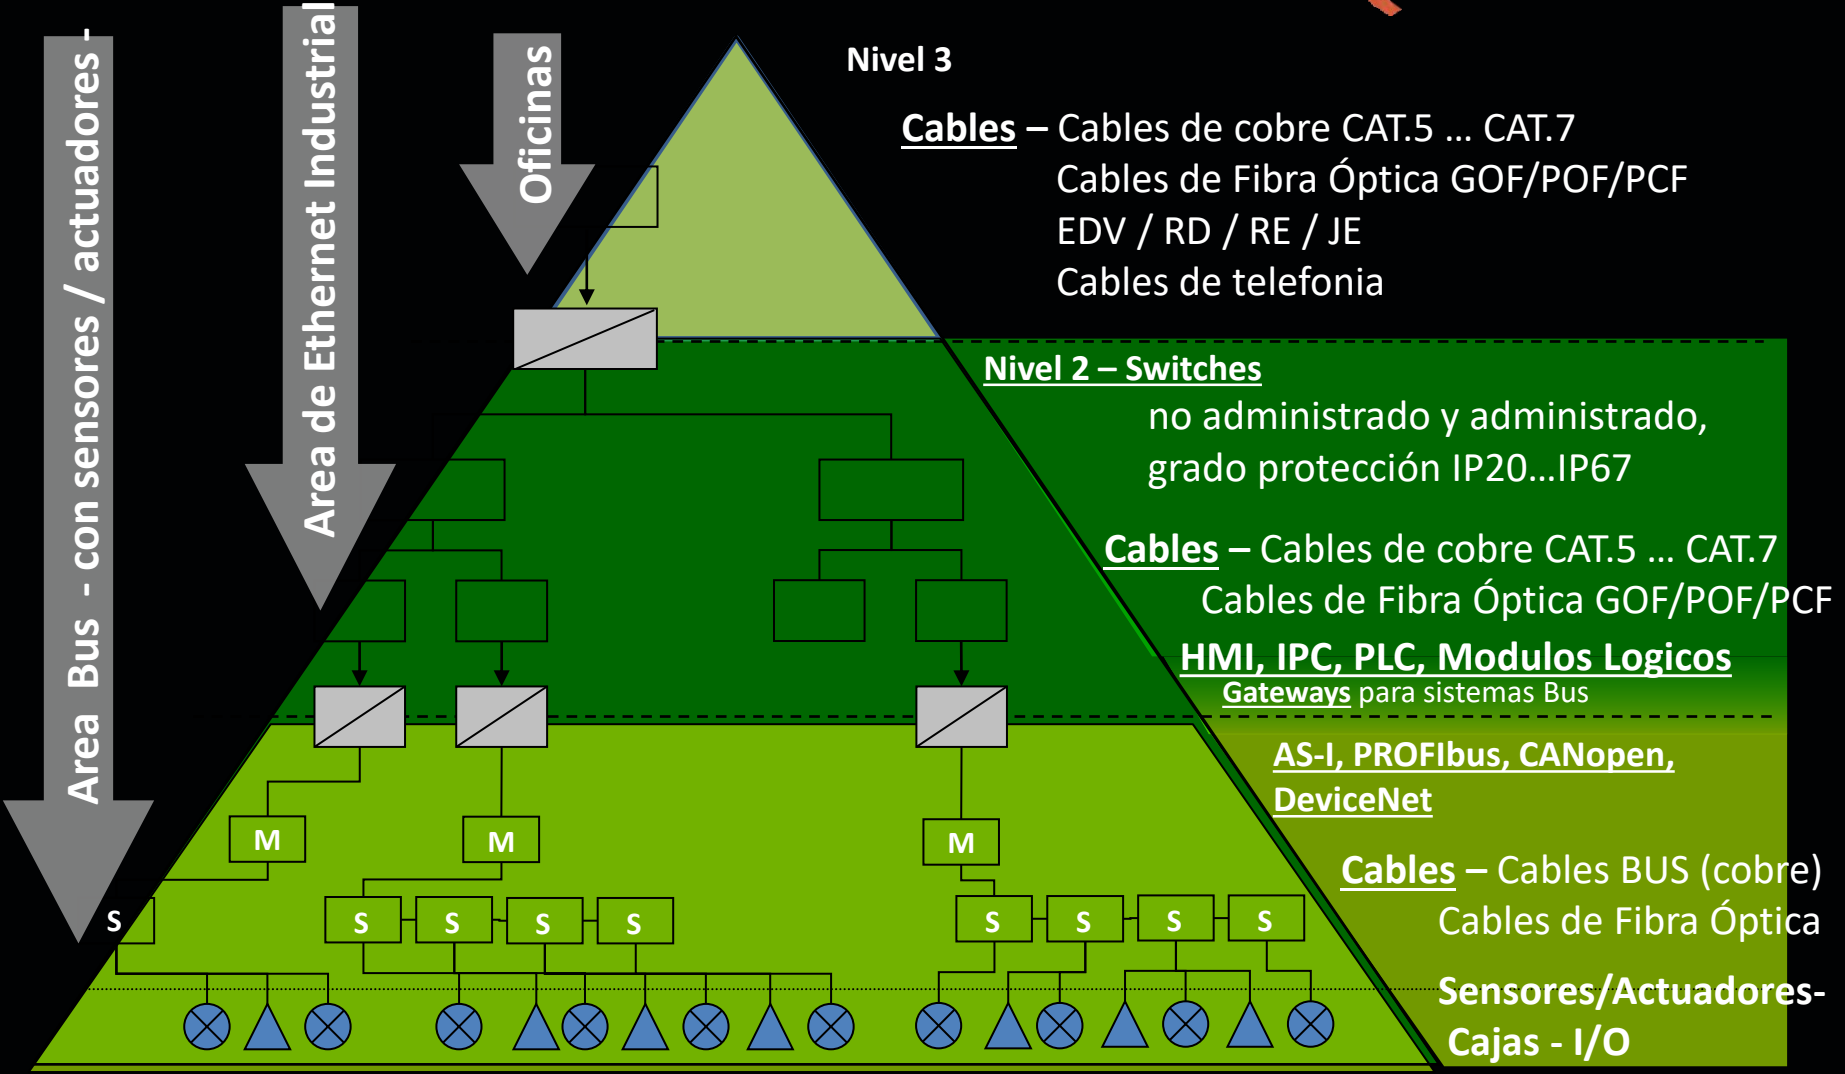 Area Bus - con sensores / actuadores -
Area de Ethernet Industrial
Oficinas
Nivel 3
Cables – Cables de cobre CAT.5 ... CAT.7
Cables de Fibra Óptica GOF/POF/PCF
EDV / RD / RE / JE
Cables de telefonia
Nivel 2 – Switches
no administrado y administrado,
grado protección IP20...IP67
Cables – Cables de cobre CAT.5 ... CAT.7
Cables de Fibra Óptica GOF/POF/PCF
HMI, IPC, PLC, Modulos Logicos
Gateways para sistemas Bus
AS-I, PROFIbus, CANopen,
DeviceNet
M M M
Cables – Cables BUS (cobre)
Cables de Fibra Óptica
S S S S S S S S S
Sensores/Actuadores-
Cajas - I/O